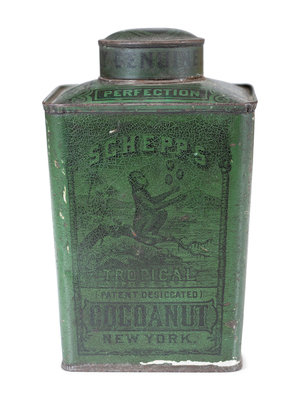 PERFECTION
SCHEPP'S
TROPICAL
PATENT DESICCATED
COCOANUT
NEW YORK.